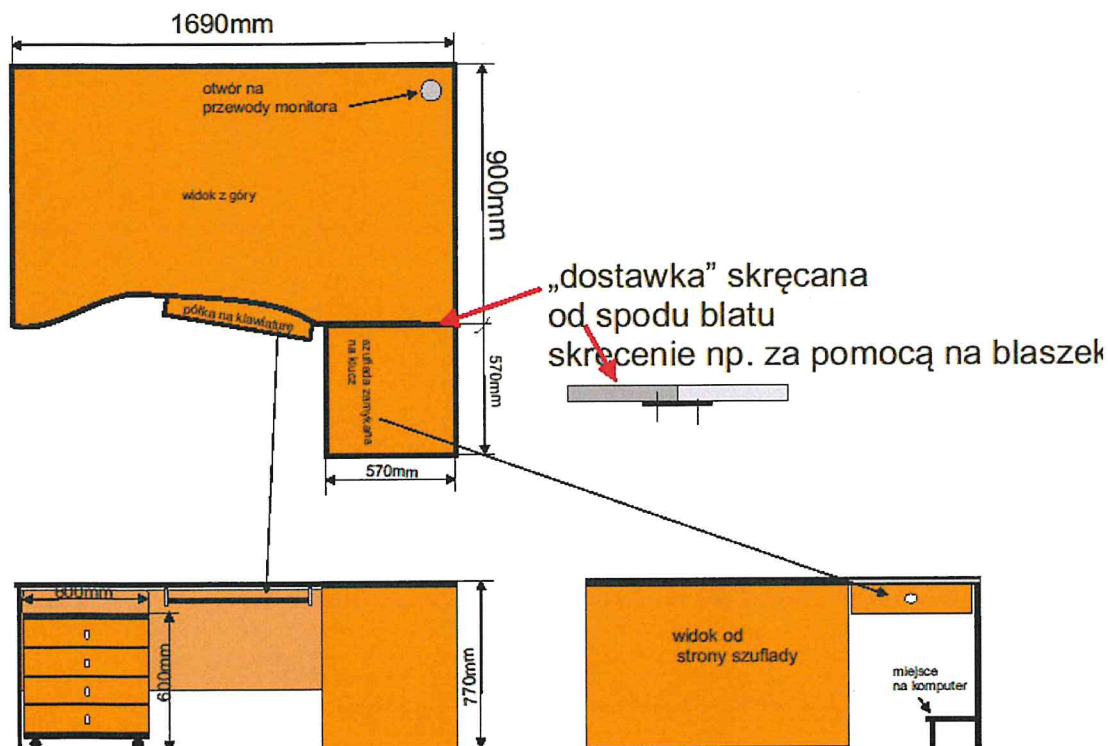 1690mm
otwór na
przewody monitora
900mm
widok z góry
„dostawka” skręcana
od spodu blatu
skręcenie np. za pomocą na blaszek
półka na klawiaturę
szuflada zamykana
na klucz
570mm
570mm
600mm
600mm
770mm
widok od
strony szuflady
miejsce
na komputer